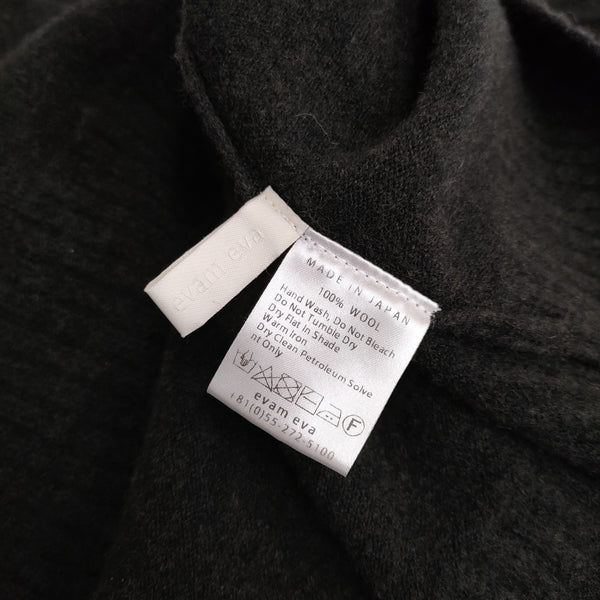 evam eva
MADE IN JAPAN
100% WOOL
Hand Wash, Do Not Bleach
Do Not Tumble Dry
Dry Flat in Shade
Warm Iron
Dry Clean Petroleum Solve
nt Only
F
evam eva
+81(0)55-272-5100